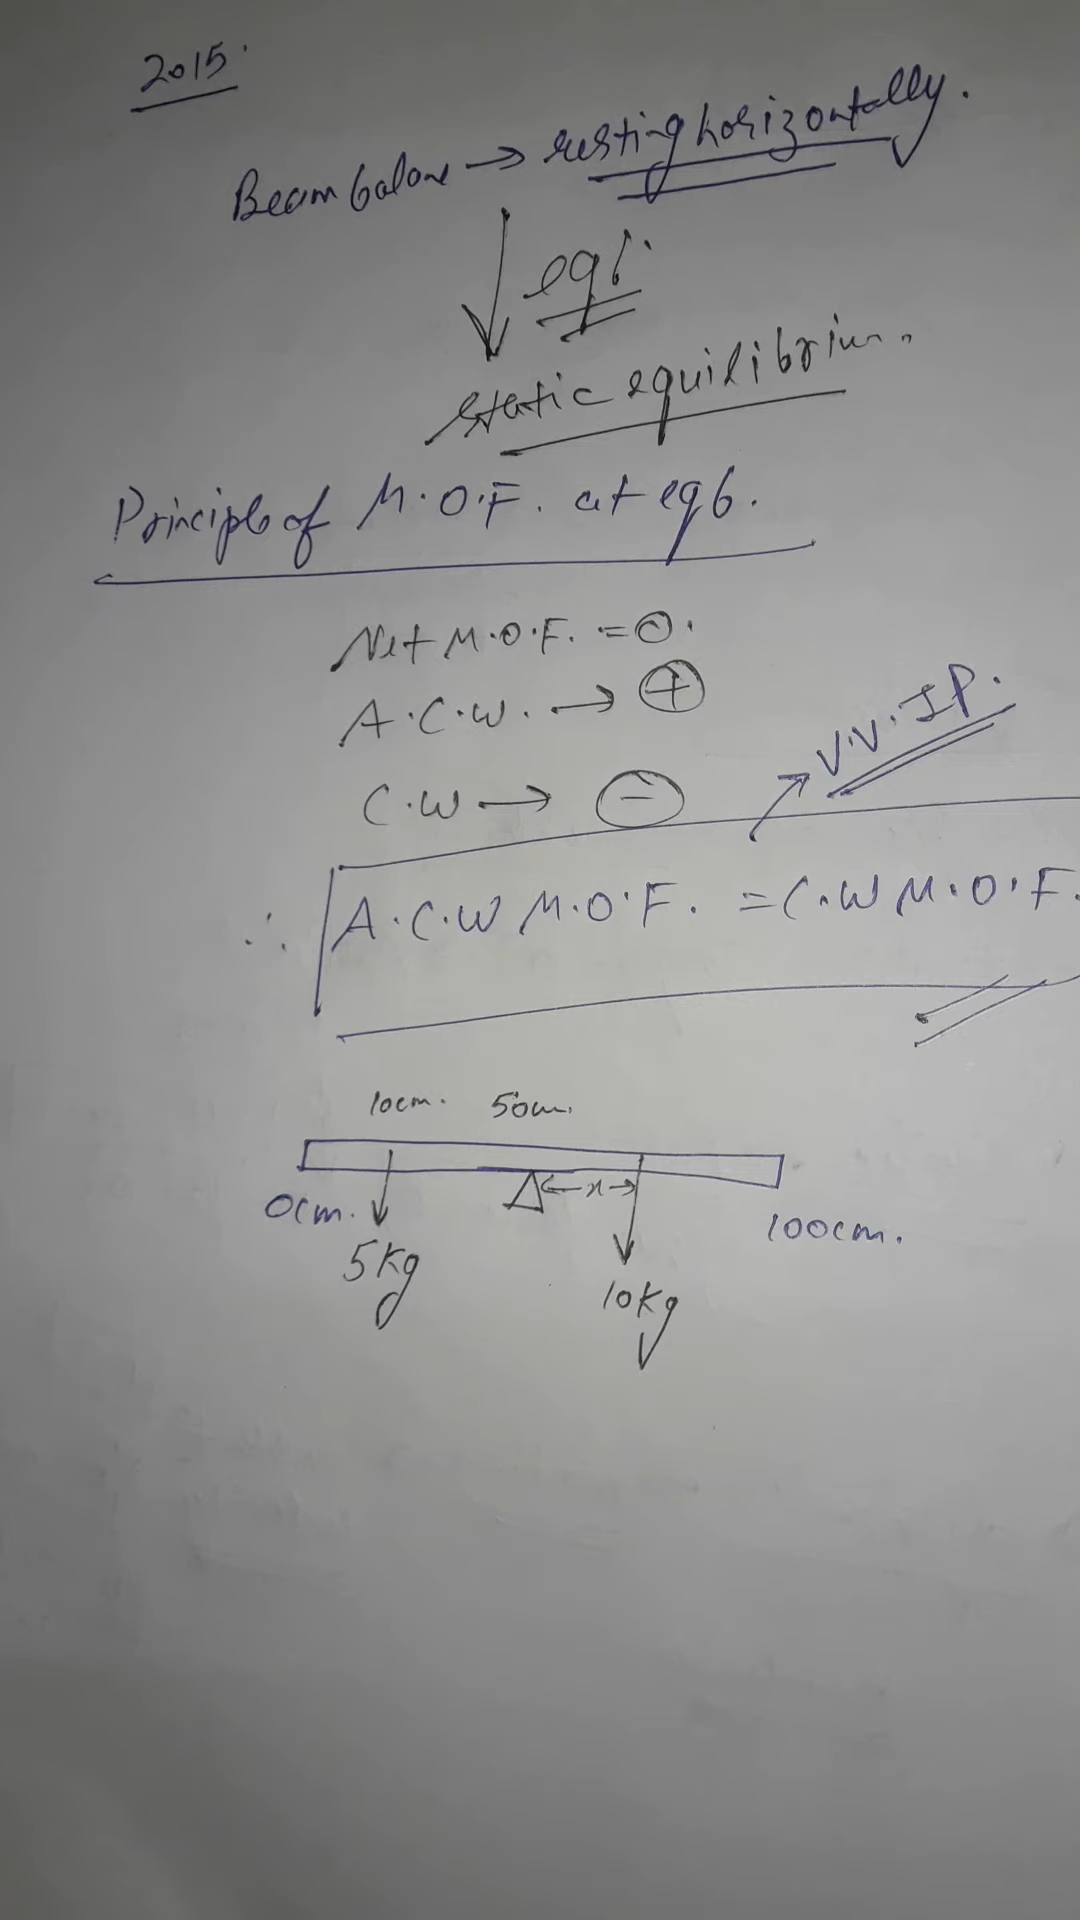 2015.
Beam balane → resting horizontally.
eqb.
static equilibrium.
Principle of M.O.F. at eqb.
Net M.O.F. = 0.
A.C.W. → +
C.W → -
V.V.IP.
∴ A.C.W M.O.F. = C.W M.O.F.
10cm. 50cm.
x
0cm. 100cm.
5kg
10kg